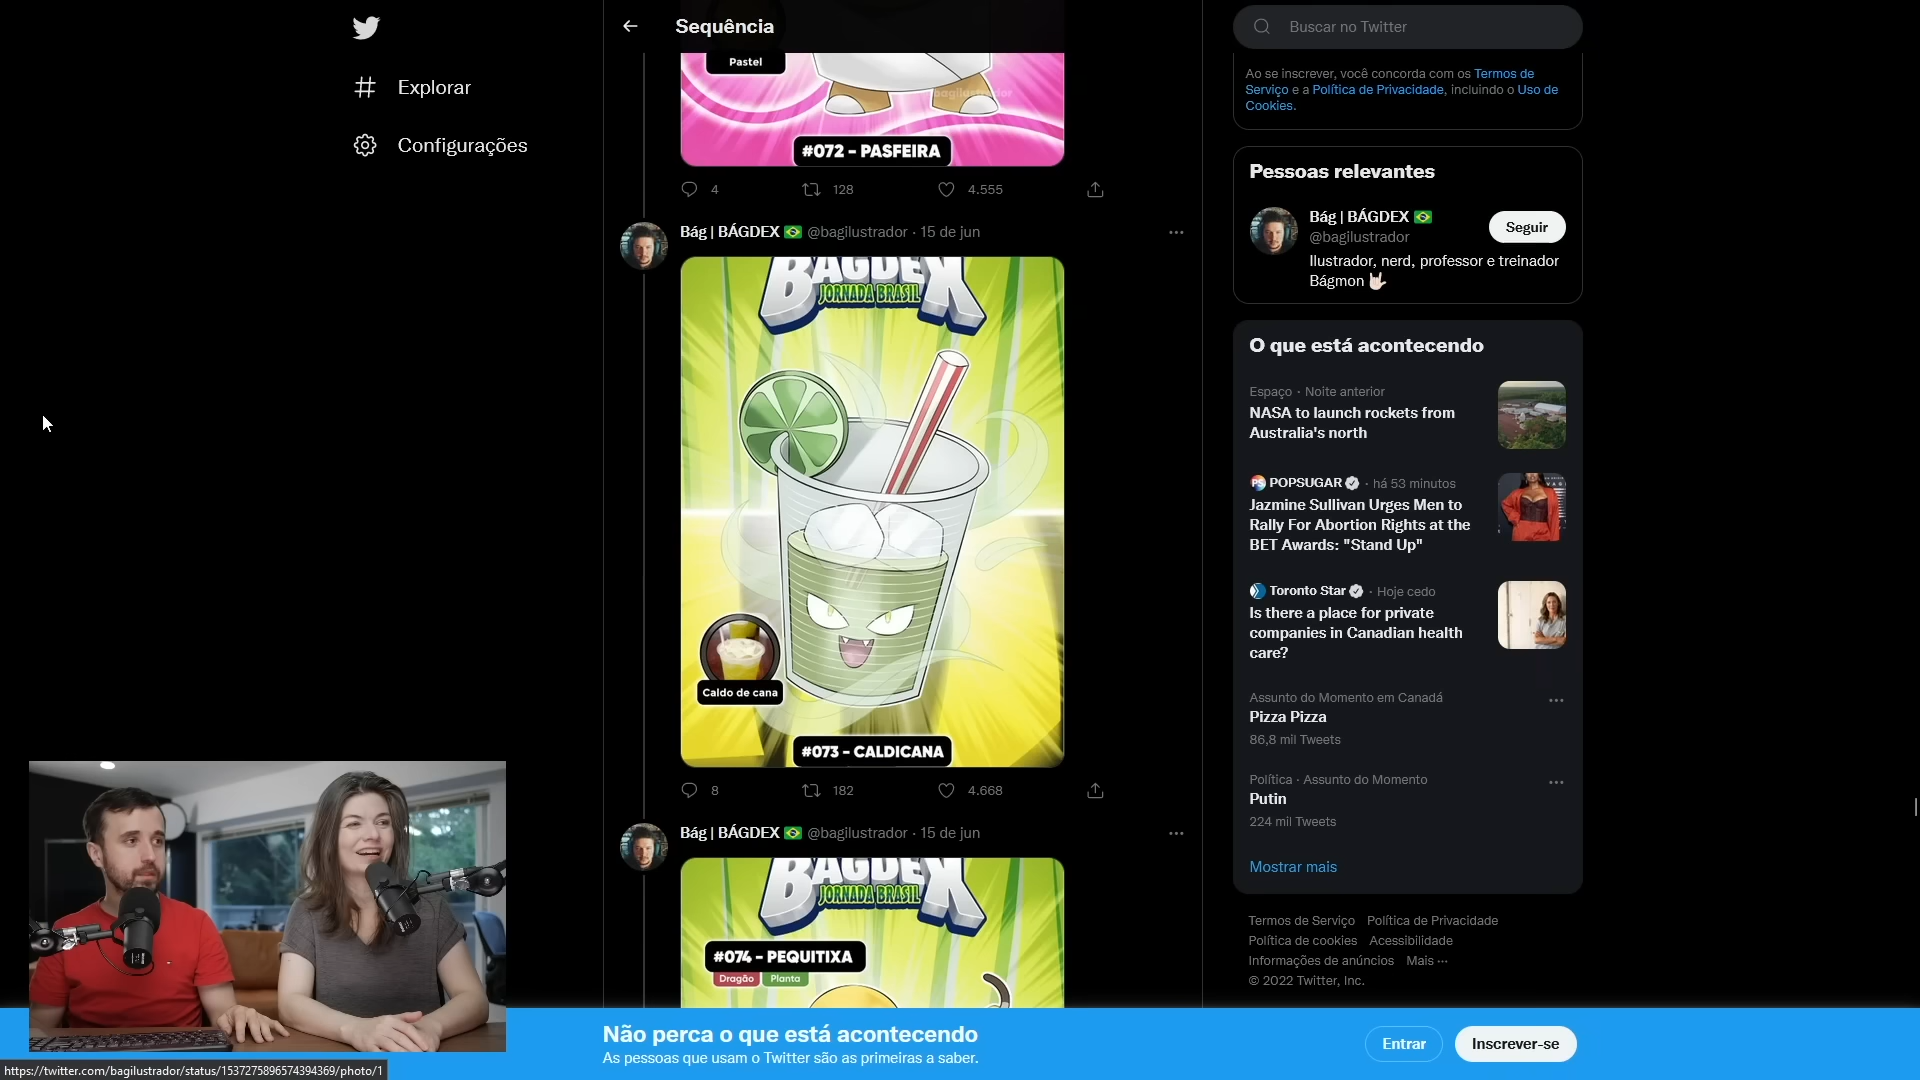 Explorar
Configurações
Sequência
Pastel
bagilustrador
#072 - PASFEIRA
4
128
4.555
Bág | BÁGDEX 🇧🇷 @bagilustrador · 15 de jun
BÁGDEX
JORNADA BRASIL
Caldo de cana
#073 - CALDICANA
8
182
4.668
Bág | BÁGDEX 🇧🇷 @bagilustrador · 15 de jun
BÁGDEX
JORNADA BRASIL
#074 - PEQUITIXA
Dragão
Planta
Buscar no Twitter
Ao se inscrever, você concorda com os Termos de
Serviço e a Política de Privacidade, incluindo o Uso de
Cookies.
Pessoas relevantes
Bág | BÁGDEX 🇧🇷
@bagilustrador
Seguir
Ilustrador, nerd, professor e treinador
Bágmon 🤘🏻
O que está acontecendo
Espaço · Noite anterior
NASA to launch rockets from
Australia's north
PS POPSUGAR · há 53 minutos
Jazmine Sullivan Urges Men to
Rally For Abortion Rights at the
BET Awards: "Stand Up"
Toronto Star · Hoje cedo
Is there a place for private
companies in Canadian health
care?
Assunto do Momento em Canadá
Pizza Pizza
86,8 mil Tweets
Política · Assunto do Momento
Putin
224 mil Tweets
Mostrar mais
Termos de Serviço Política de Privacidade
Política de cookies Acessibilidade
Informações de anúncios Mais ···
© 2022 Twitter, Inc.
Não perca o que está acontecendo
As pessoas que usam o Twitter são as primeiras a saber.
Entrar
Inscrever-se
https://twitter.com/bagilustrador/status/1537275896574394369/photo/1